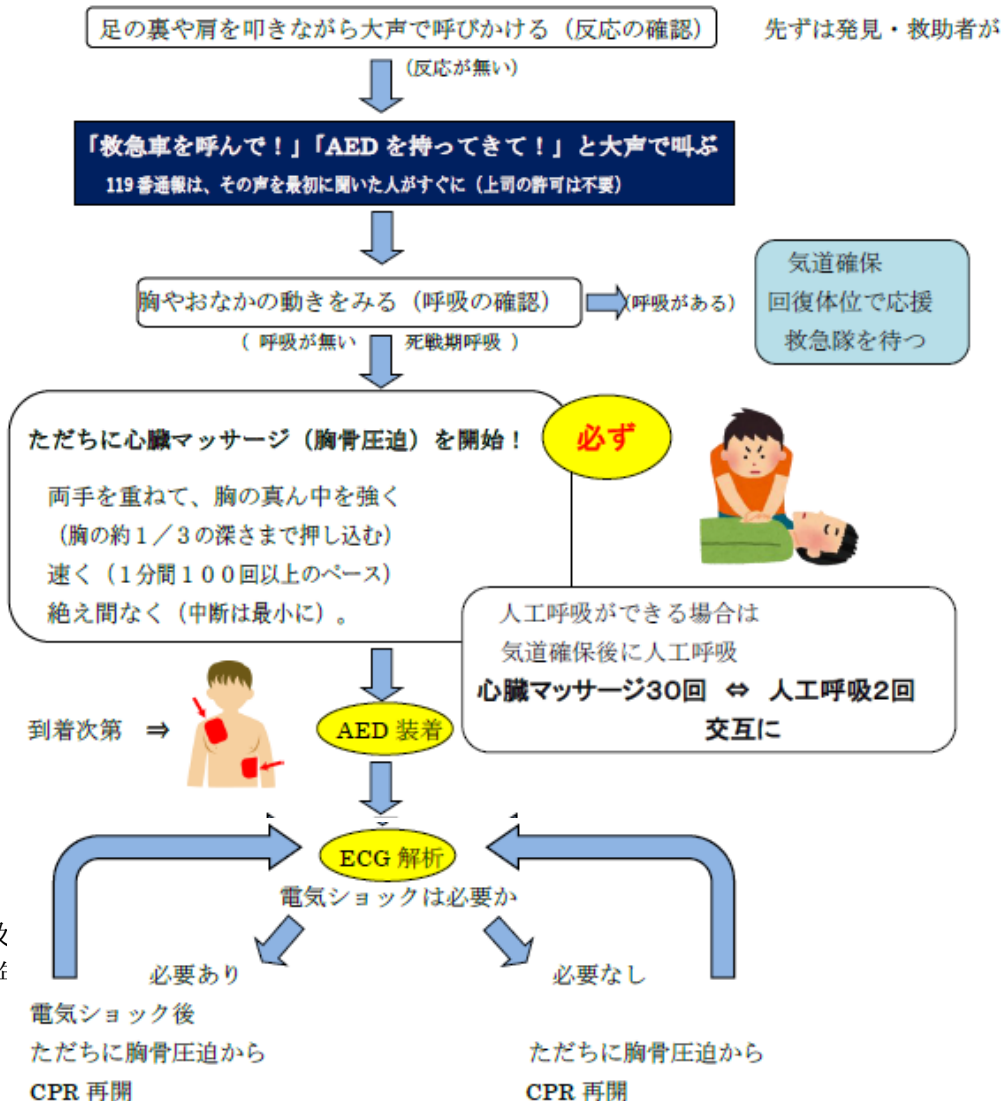 足の裏や肩を叩きながら大声で呼びかける（反応の確認）
先ずは発見・救助者が
（反応が無い）
「救急車を呼んで！」「AEDを持ってきて！」と大声で叫ぶ
119番通報は、その声を最初に聞いた人がすぐに（上司の許可は不要）
胸やおなかの動きをみる（呼吸の確認）
（呼吸がある）
気道確保
回復体位で応援
救急隊を待つ
（ 呼吸が無い 死戦期呼吸 ）
ただちに心臓マッサージ（胸骨圧迫）を開始！
必ず
両手を重ねて、胸の真ん中を強く
（胸の約１／３の深さまで押し込む）
速く（１分間１００回以上のペース）
絶え間なく（中断は最小に）。
人工呼吸ができる場合は
気道確保後に人工呼吸
心臓マッサージ30回 ⇔ 人工呼吸2回
交互に
到着次第 ⇒
AED 装着
ECG 解析
電気ショックは必要か
必要あり
電気ショック後
ただちに胸骨圧迫から
CPR 再開
必要なし
ただちに胸骨圧迫から
CPR 再開